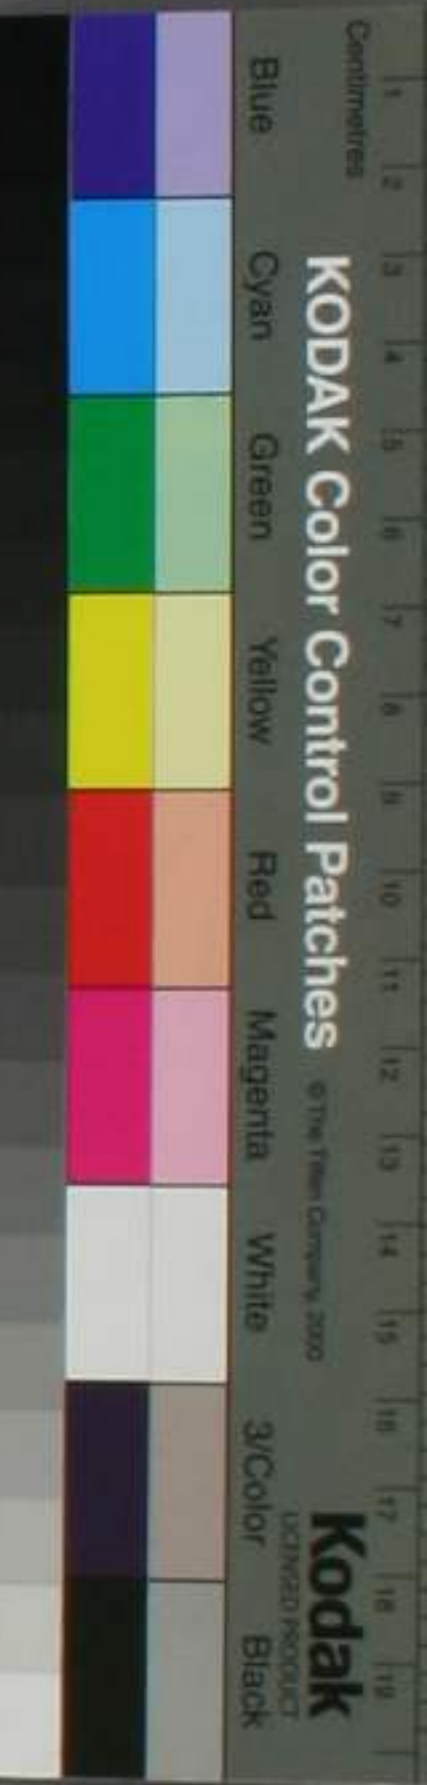 Centimetres
1 2 3 4 5 6 7 8 9 10 11 12 13 14 15 16 17 18 19
KODAK Color Control Patches © The Tiffen Company, 2000
Kodak
LICENSED PRODUCT
Blue Cyan Green Yellow Red Magenta White 3/Color Black